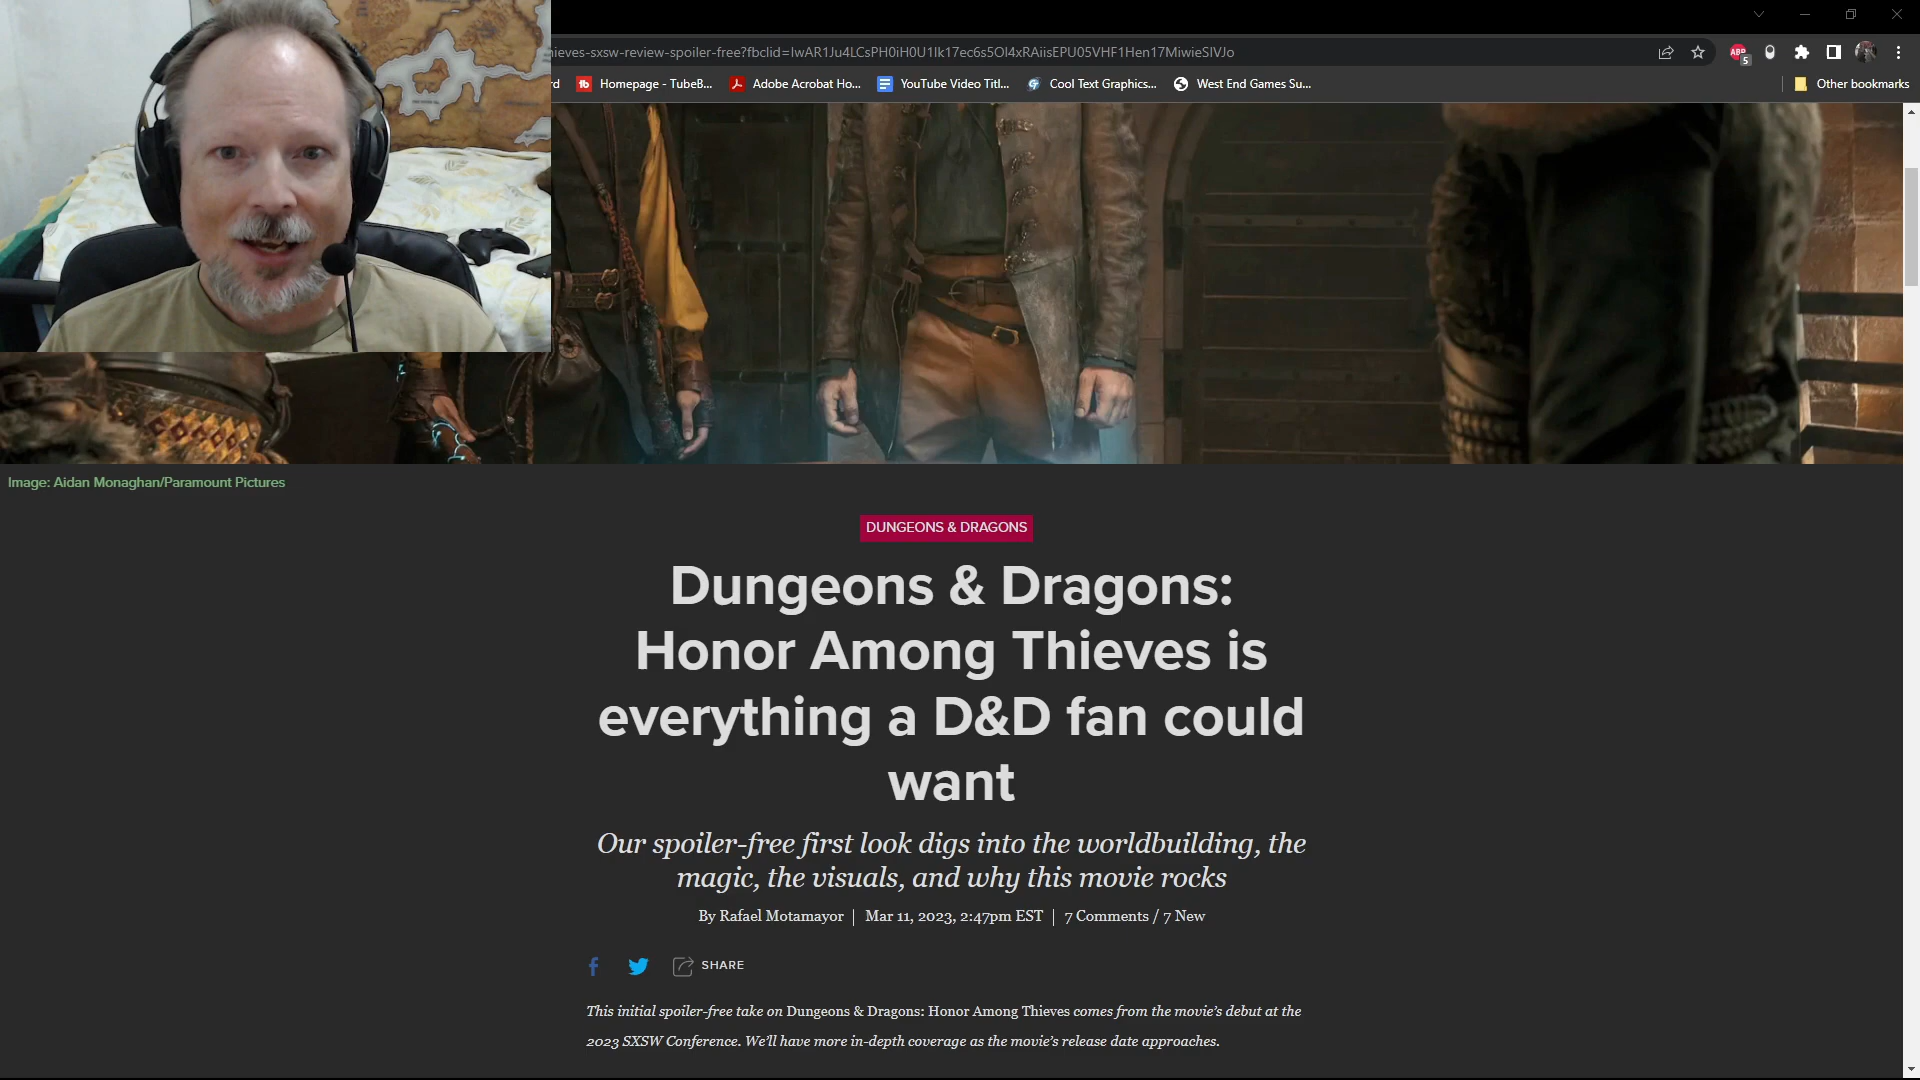 ieves-sxsw-review-spoiler-free?fbclid=IwAR1Ju4LCsPH0iH0U1Ik17ec6s5OI4xRAiisEPU05VHF1Hen17MiwieSIVJo
ABP
5
rd
Homepage - TubeB...
Adobe Acrobat Ho...
YouTube Video Titl...
Cool Text Graphics...
West End Games Su...
Other bookmarks
Image: Aidan Monaghan/Paramount Pictures
DUNGEONS & DRAGONS
Dungeons & Dragons:
Honor Among Thieves is
everything a D&D fan could
want
Our spoiler-free first look digs into the worldbuilding, the
magic, the visuals, and why this movie rocks
By Rafael Motamayor | Mar 11, 2023, 2:47pm EST | 7 Comments / 7 New
SHARE
This initial spoiler-free take on Dungeons & Dragons: Honor Among Thieves comes from the movie's debut at the
2023 SXSW Conference. We'll have more in-depth coverage as the movie's release date approaches.